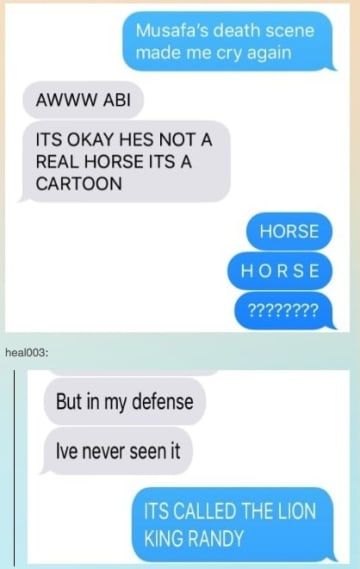 Musafa's death scene
made me cry again
AWWW ABI
ITS OKAY HES NOT A
REAL HORSE ITS A
CARTOON
HORSE
H O R S E
????????
heal003:
But in my defense
Ive never seen it
ITS CALLED THE LION
KING RANDY